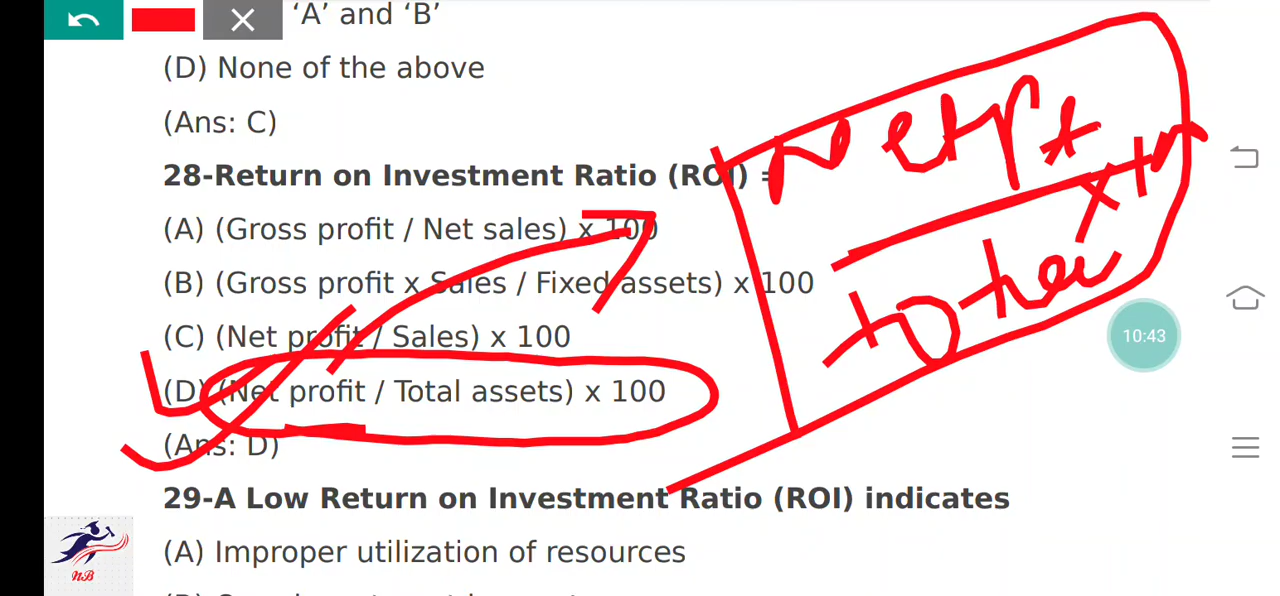 ‘A’ and ‘B’
(D) None of the above
(Ans: C)
28-Return on Investment Ratio (ROI) =
(A) (Gross profit / Net sales) x 100
(B) (Gross profit x Sales / Fixed assets) x 100
(C) (Net profit / Sales) x 100
(D) (Net profit / Total assets) x 100
(Ans: D)
29-A Low Return on Investment Ratio (ROI) indicates
(A) Improper utilization of resources
10:43
NB